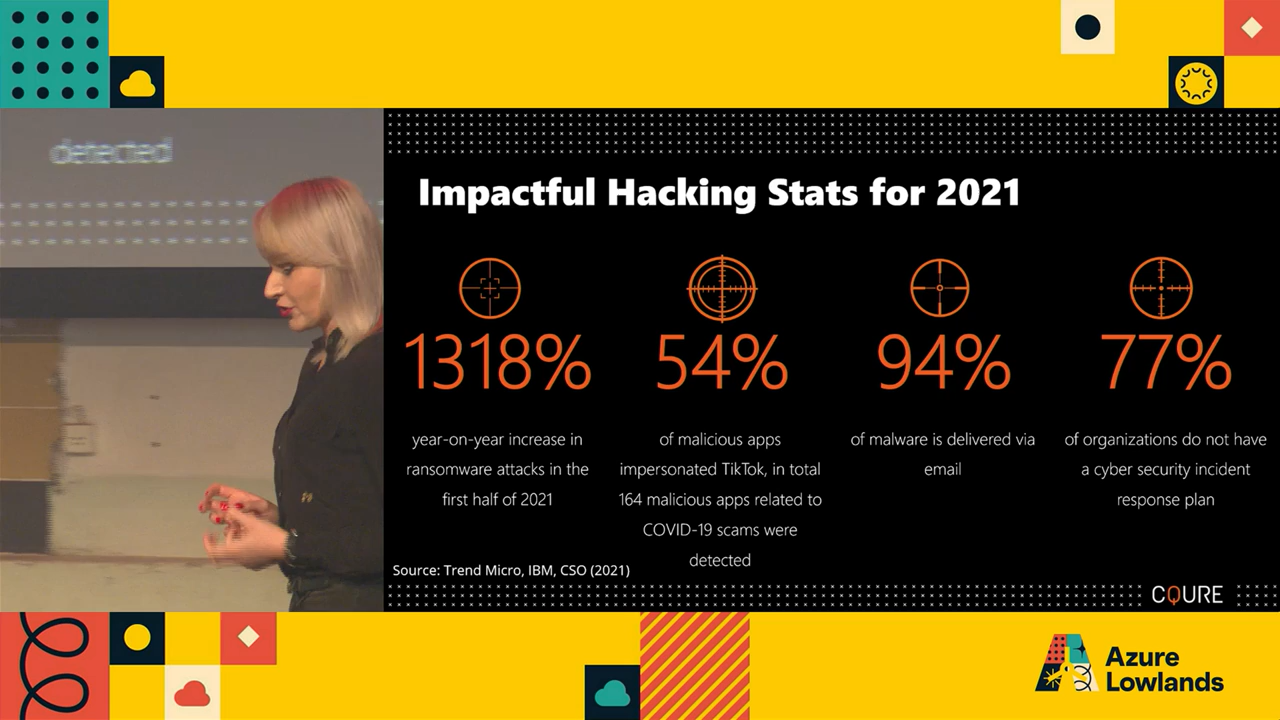 detected
Impactful Hacking Stats for 2021
1318%
year-on-year increase in
ransomware attacks in the
first half of 2021
54%
of malicious apps
impersonated TikTok, in total
164 malicious apps related to
COVID-19 scams were
detected
94%
of malware is delivered via
email
77%
of organizations do not have
a cyber security incident
response plan
Source: Trend Micro, IBM, CSO (2021)
CQURE
Azure
Lowlands